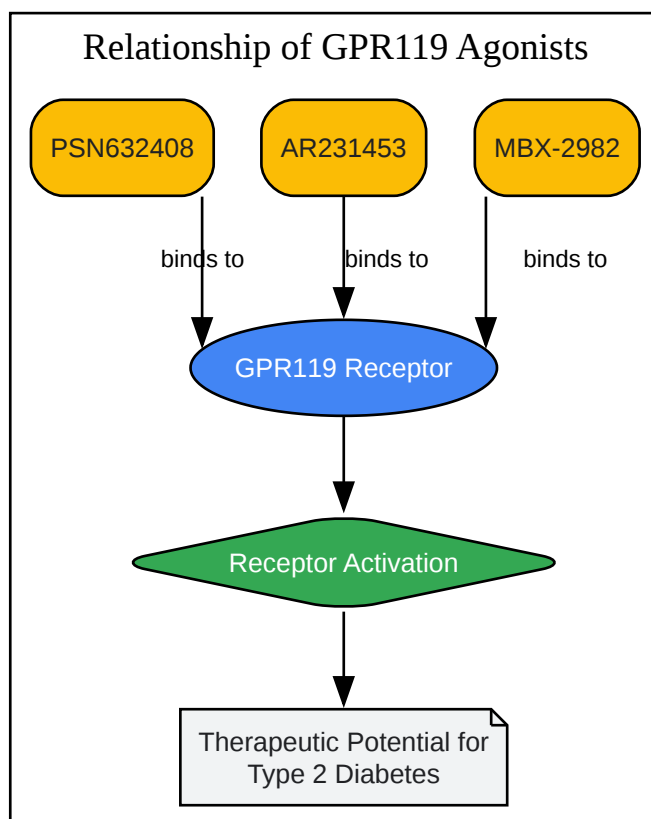 Relationship of GPR119 Agonists
PSN632408
AR231453
MBX-2982
binds to
binds to
binds to
GPR119 Receptor
Receptor Activation
Therapeutic Potential for
Type 2 Diabetes